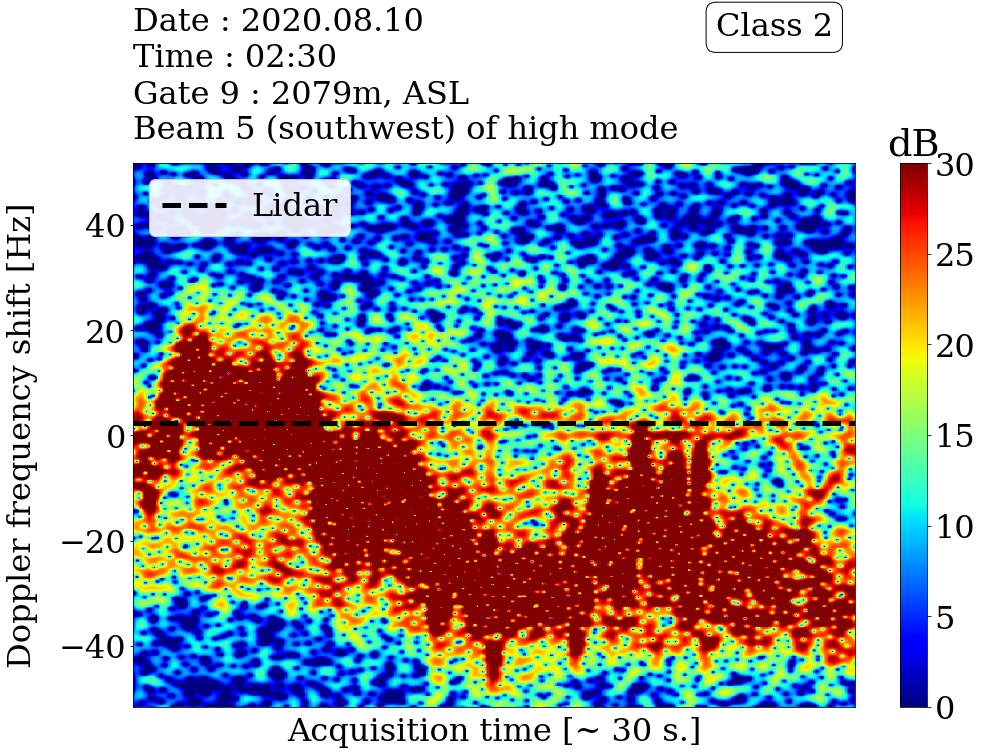 Date : 2020.08.10
Time : 02:30
Gate 9 : 2079m, ASL
Beam 5 (southwest) of high mode
Class 2
dB
Lidar
Doppler frequency shift [Hz]
40
20
0
−20
−40
30
25
20
15
10
5
0
Acquisition time [~ 30 s.]